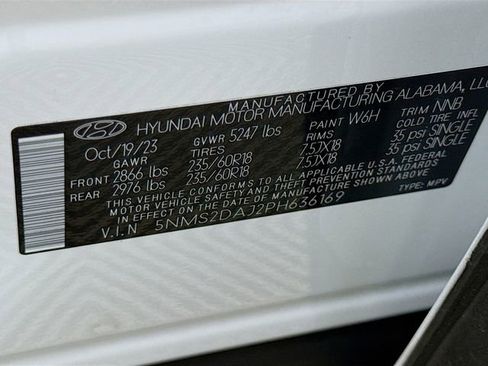 MANUFACTURED BY
HYUNDAI MOTOR MANUFACTURING ALABAMA, LLC
Oct/19/23 GVWR 5247 lbs PAINT W6H TRIM NNB
GAWR TIRES RIMS COLD TIRE INFL
FRONT 2866 lbs 235/60R18 7.5JX18 35 psi SINGLE
REAR 2976 lbs 235/60R18 7.5JX18 35 psi SINGLE
THIS VEHICLE CONFORMS TO ALL APPLICABLE U.S.A. FEDERAL
MOTOR VEHICLE SAFETY AND THEFT PREVENTION STANDARDS
IN EFFECT ON THE DATE OF MANUFACTURE SHOWN ABOVE.
V.I.N 5NMS2DAJ2PH636169 TYPE: MPV